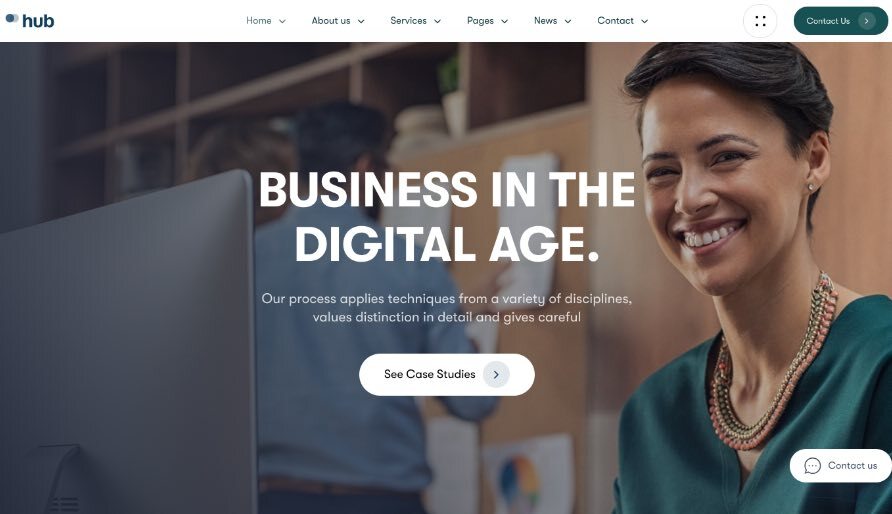 hub
Home
About us
Services
Pages
News
Contact
Contact Us
BUSINESS IN THE
DIGITAL AGE.
Our process applies techniques from a variety of disciplines,
values distinction in detail and gives careful
See Case Studies
Contact us